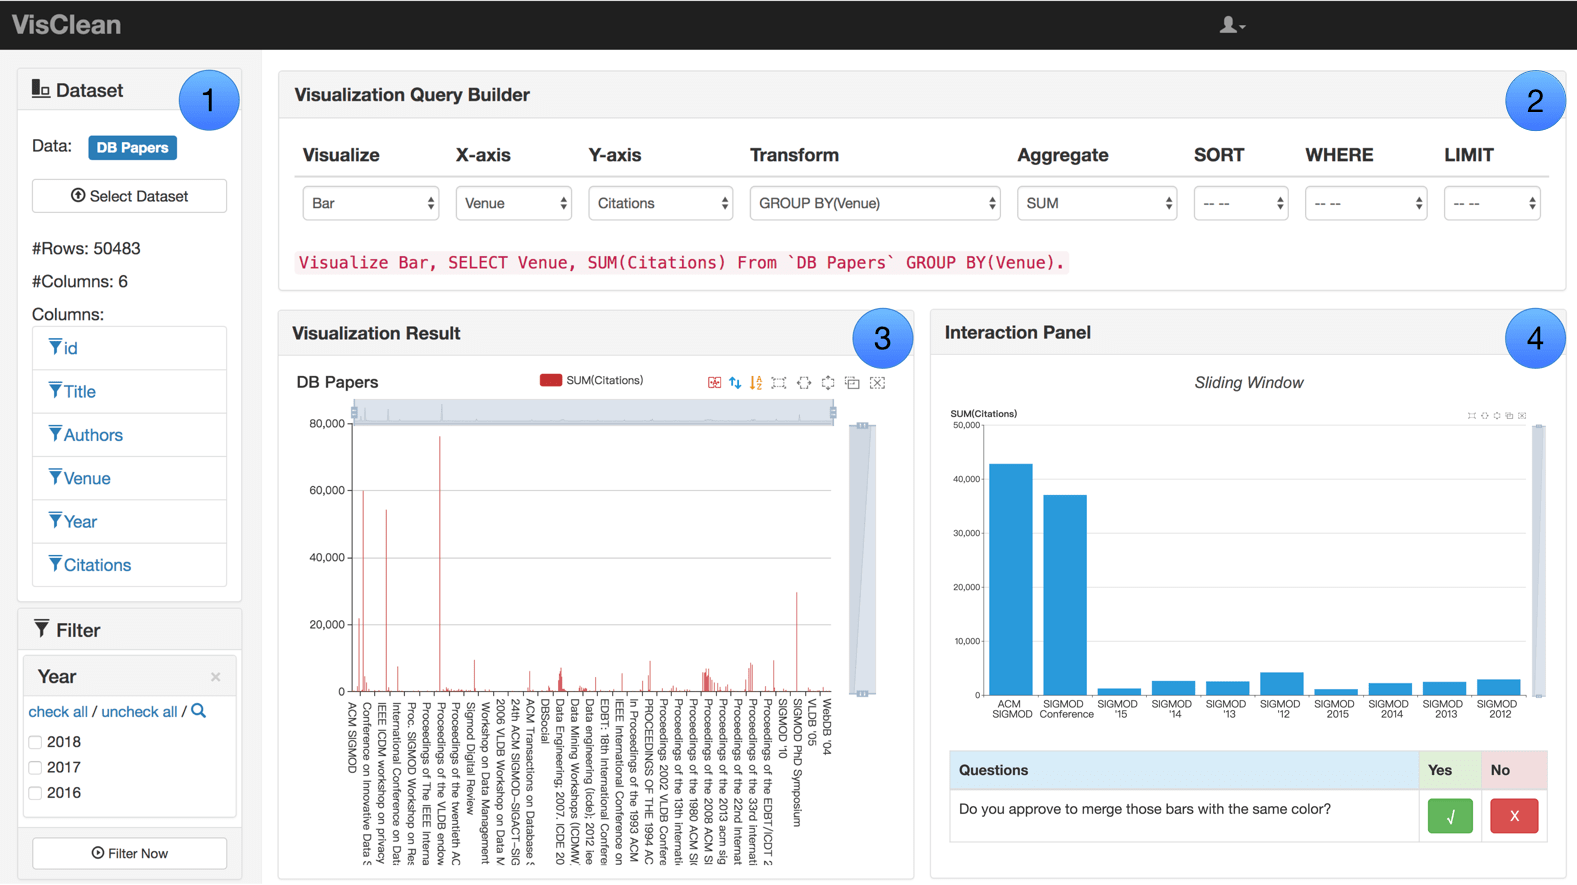 VisClean
Dataset
1
Data: DB Papers
Select Dataset
#Rows: 50483
#Columns: 6
Columns:
id
Title
Authors
Venue
Year
Citations
Filter
Year ×
check all / uncheck all /
2018
2017
2016
Filter Now
Visualization Query Builder
2
Visualize X-axis Y-axis Transform Aggregate SORT WHERE LIMIT
Bar Venue Citations GROUP BY(Venue) SUM -- -- -- -- -- --
Visualize Bar, SELECT Venue, SUM(Citations) From `DB Papers` GROUP BY(Venue).
Visualization Result
3
DB Papers
SUM(Citations)
80,000
60,000
40,000
20,000
0
ACM SIGMOD
Conference on Innovative Data S
IEEE ICDM workshop on privacy
International Conference on Data
Proc. SIGMOD Workshop on Res
Proceedings of The IEEE Interna
Proceedings of the VLDB endow
Proceedings of the twentieth AC
Sigmod Digital Review
Workshop on Data Management
2006 VLDB Workshop on Data M
24th ACM SIGMOD-SIGACT-SIG
ACM Transactions on Database S
DBSocial
Data Engineering; 2007. ICDE 20
Data Mining Workshops (ICDMW)
Data engineering (icde); 2012 iee
EDBT: 18th International Confere
IEEE International Conference on
In Proceedings of the 1993 ACM
PROCEEDINGS OF THE 1994 AC
Proceedings 2002 VLDB Confere
Proceedings of the 13th internatio
Proceedings of the 1980 ACM SI
Proceedings of the 2008 ACM SI
Proceedings of the 2013 acm sig
Proceedings of the 22nd Internat
Proceedings of the 33rd internati
Proceedings of the EDBT/ICDT 2
SIGMOD '10
SIGMOD PhD Symposium
VLDB '05
WebDB '04
Interaction Panel
4
Sliding Window
SUM(Citations)
50,000
40,000
30,000
20,000
10,000
0
ACM SIGMOD
SIGMOD Conference
SIGMOD '15
SIGMOD '14
SIGMOD '13
SIGMOD '12
SIGMOD 2015
SIGMOD 2014
SIGMOD 2013
SIGMOD 2012
Questions Yes No
Do you approve to merge those bars with the same color? √ X